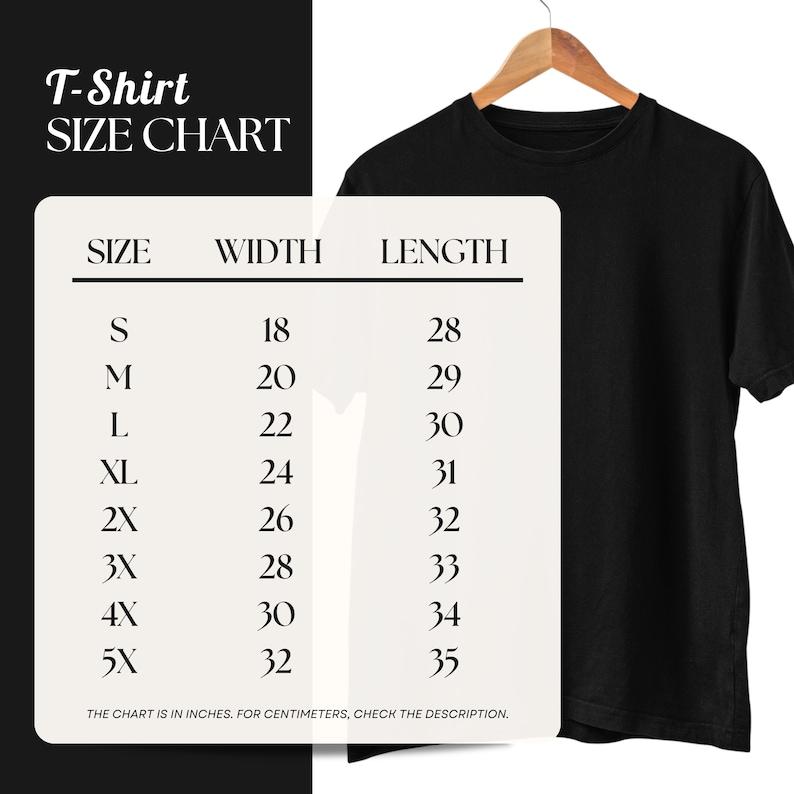 T-Shirt
SIZE CHART
SIZE WIDTH LENGTH
S 18 28
M 20 29
L 22 30
XL 24 31
2X 26 32
3X 28 33
4X 30 34
5X 32 35
THE CHART IS IN INCHES. FOR CENTIMETERS, CHECK THE DESCRIPTION.